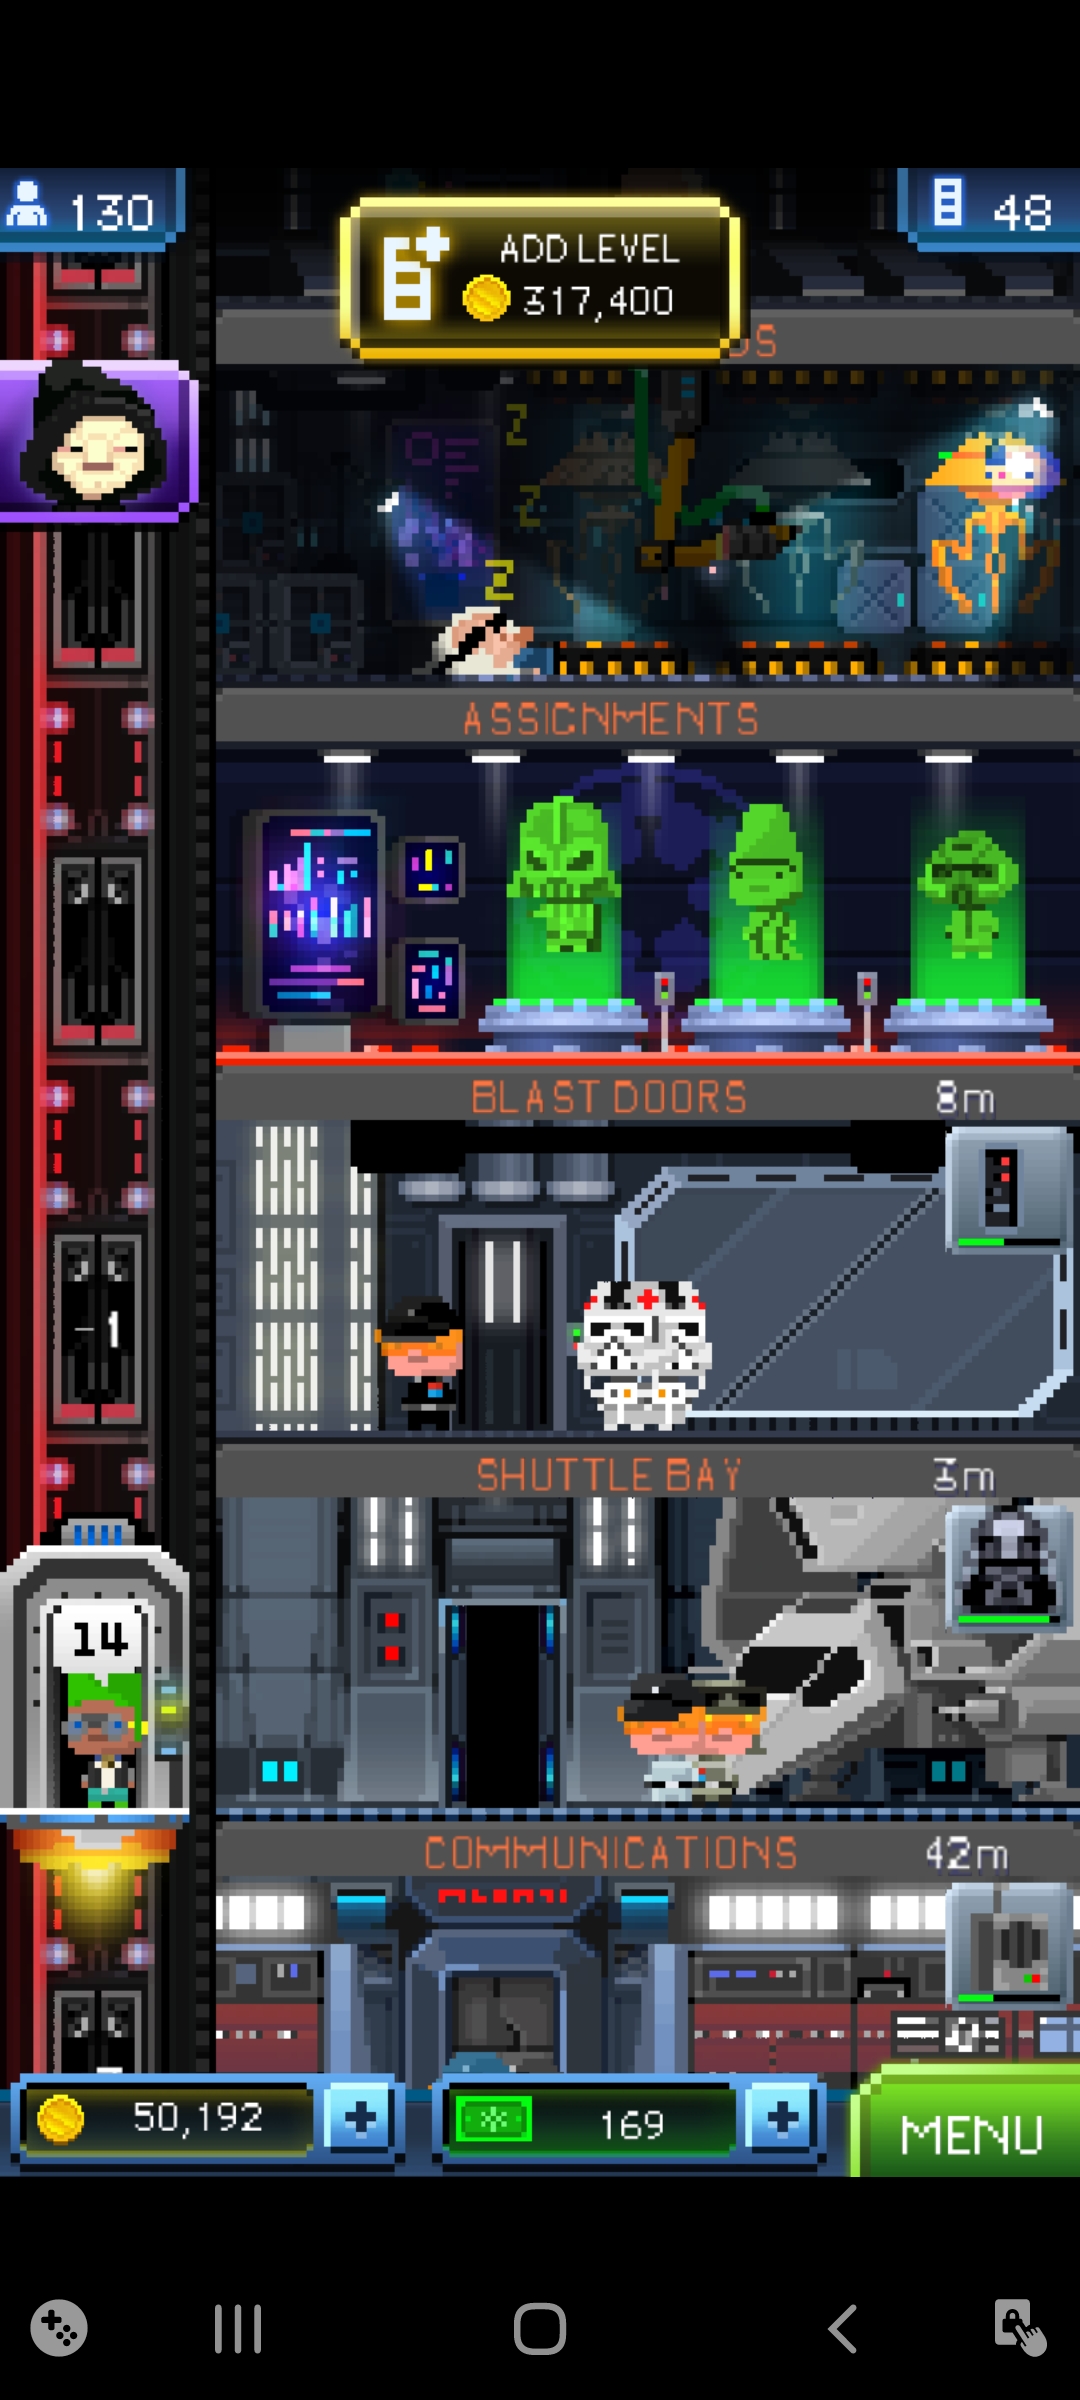 130
ADD LEVEL
317,400
48
Z
Z
Z
ASSIGNMENTS
BLAST DOORS 8m
-1
SHUTTLE BAY 3m
14
COMMUNICATIONS 42m
50,192
+
169
+
MENU